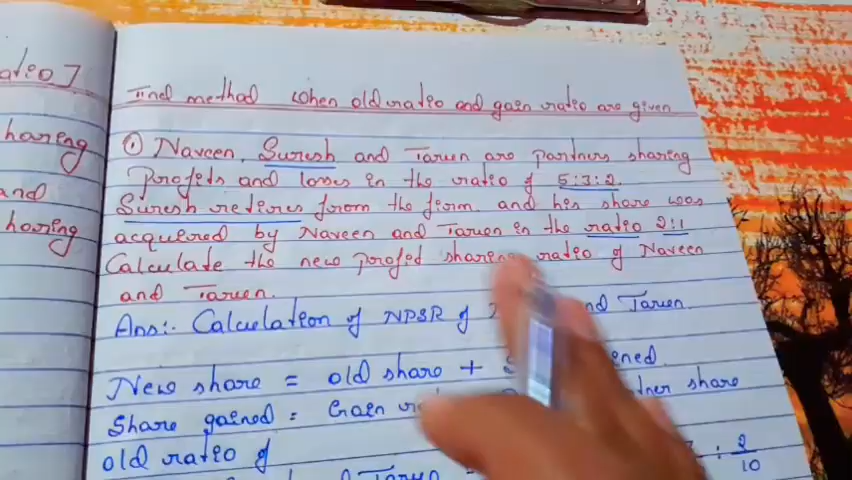 atio]
haring
and
haring
IInd method when old ratio and gain ratio are given
① Naveen, Suresh and Tarun are partners sharing
Profits and losses in the ratio of 5:3:2.
Suresh retires from the firm. and his share was
acquered by Naveen and Tarun in the ratio 2:1
Calculate the new profit sharing ratio of Naveen
and Tarun.
Ans:- Calculation of NPSR of and Tarun
New share = old share + ened
Share gained = Gain rtner share
old ratio of
d Tarun : 2/10